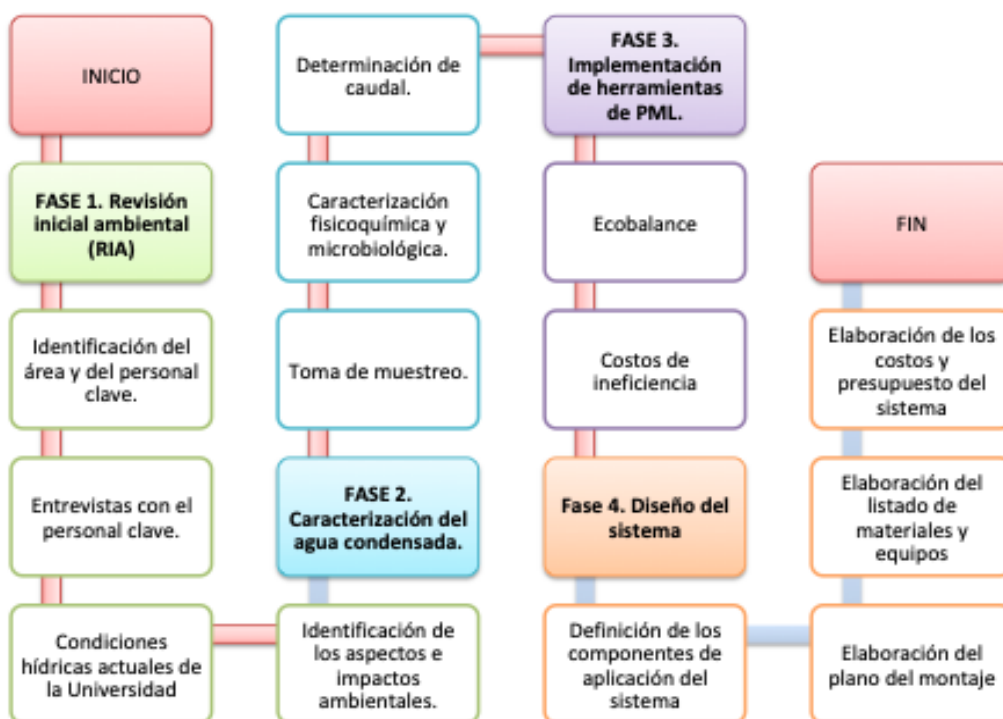 INICIO
FASE 1. Revisión
inicial ambiental
(RIA)
Identificación del
área y del personal
clave.
Entrevistas con el
personal clave.
Condiciones
hídricas actuales de
la Universidad
Identificación de
los aspectos e
impactos
ambientales.
FASE 2.
Caracterización del
agua condensada.
Toma de muestreo.
Caracterización
fisicoquímica y
microbiológica.
Determinación de
caudal.
FASE 3.
Implementación
de herramientas
de PML.
Ecobalance
Costos de
ineficiencia
Fase 4. Diseño del
sistema
Definición de los
componentes de
aplicación del
sistema
Elaboración del
plano del montaje
Elaboración del
listado de
materiales y
equipos
Elaboración de los
costos y
presupuesto del
sistema
FIN